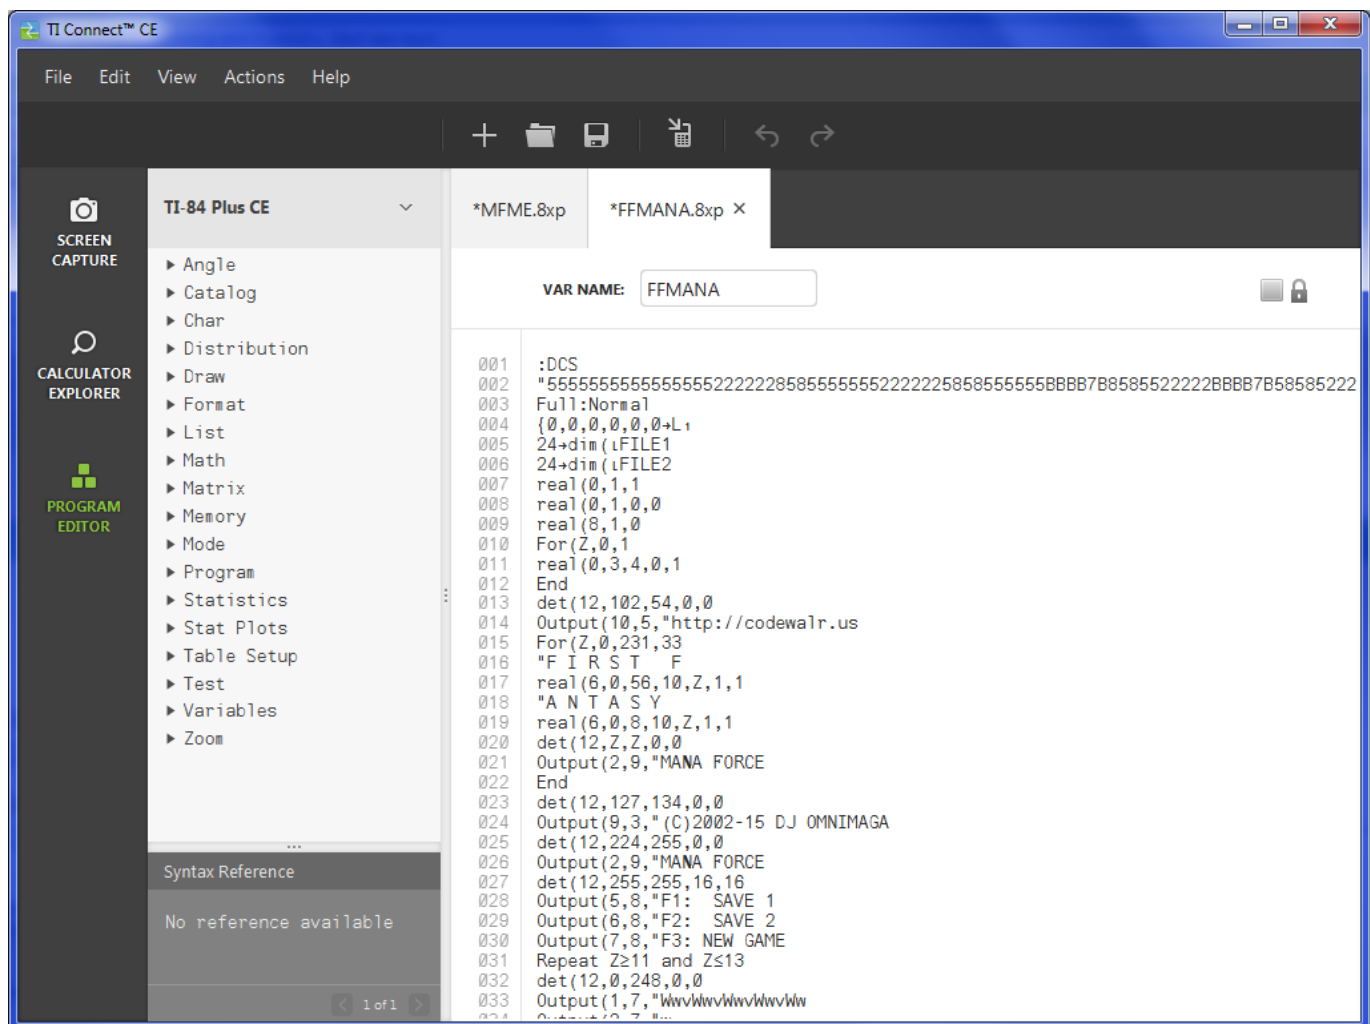 TI Connect™ CE
File Edit View Actions Help
SCREEN
CAPTURE
CALCULATOR
EXPLORER
PROGRAM
EDITOR
TI-84 Plus CE
Angle
Catalog
Char
Distribution
Draw
Format
List
Math
Matrix
Memory
Mode
Program
Statistics
Stat Plots
Table Setup
Test
Variables
Zoom
Syntax Reference
No reference available
1 of 1
*MFME.8xp *FFMANA.8xp ×
VAR NAME: FFMANA
001 :DCS
002 "55555555555555552222228585555555222222585855555BBBB7B8585522222BBBB7B58585222
003 Full:Normal
004 {0,0,0,0,0,0→L₁
005 24→dim(ʟFILE1
006 24→dim(ʟFILE2
007 real(0,1,1
008 real(0,1,0,0
009 real(8,1,0
010 For(Z,0,1
011 real(0,3,4,0,1
012 End
013 det(12,102,54,0,0
014 Output(10,5,"http://codewalr.us
015 For(Z,0,231,33
016 "F I R S T   F
017 real(6,0,56,10,Z,1,1
018 "A N T A S Y
019 real(6,0,8,10,Z,1,1
020 det(12,Z,Z,0,0
021 Output(2,9,"MANA FORCE
022 End
023 det(12,127,134,0,0
024 Output(9,3,"(C)2002-15 DJ OMNIMAGA
025 det(12,224,255,0,0
026 Output(2,9,"MANA FORCE
027 det(12,255,255,16,16
028 Output(5,8,"F1:  SAVE 1
029 Output(6,8,"F2:  SAVE 2
030 Output(7,8,"F3: NEW GAME
031 Repeat Z≥11 and Z≤13
032 det(12,0,248,0,0
033 Output(1,7,"WwvWwvWwvWwvWw